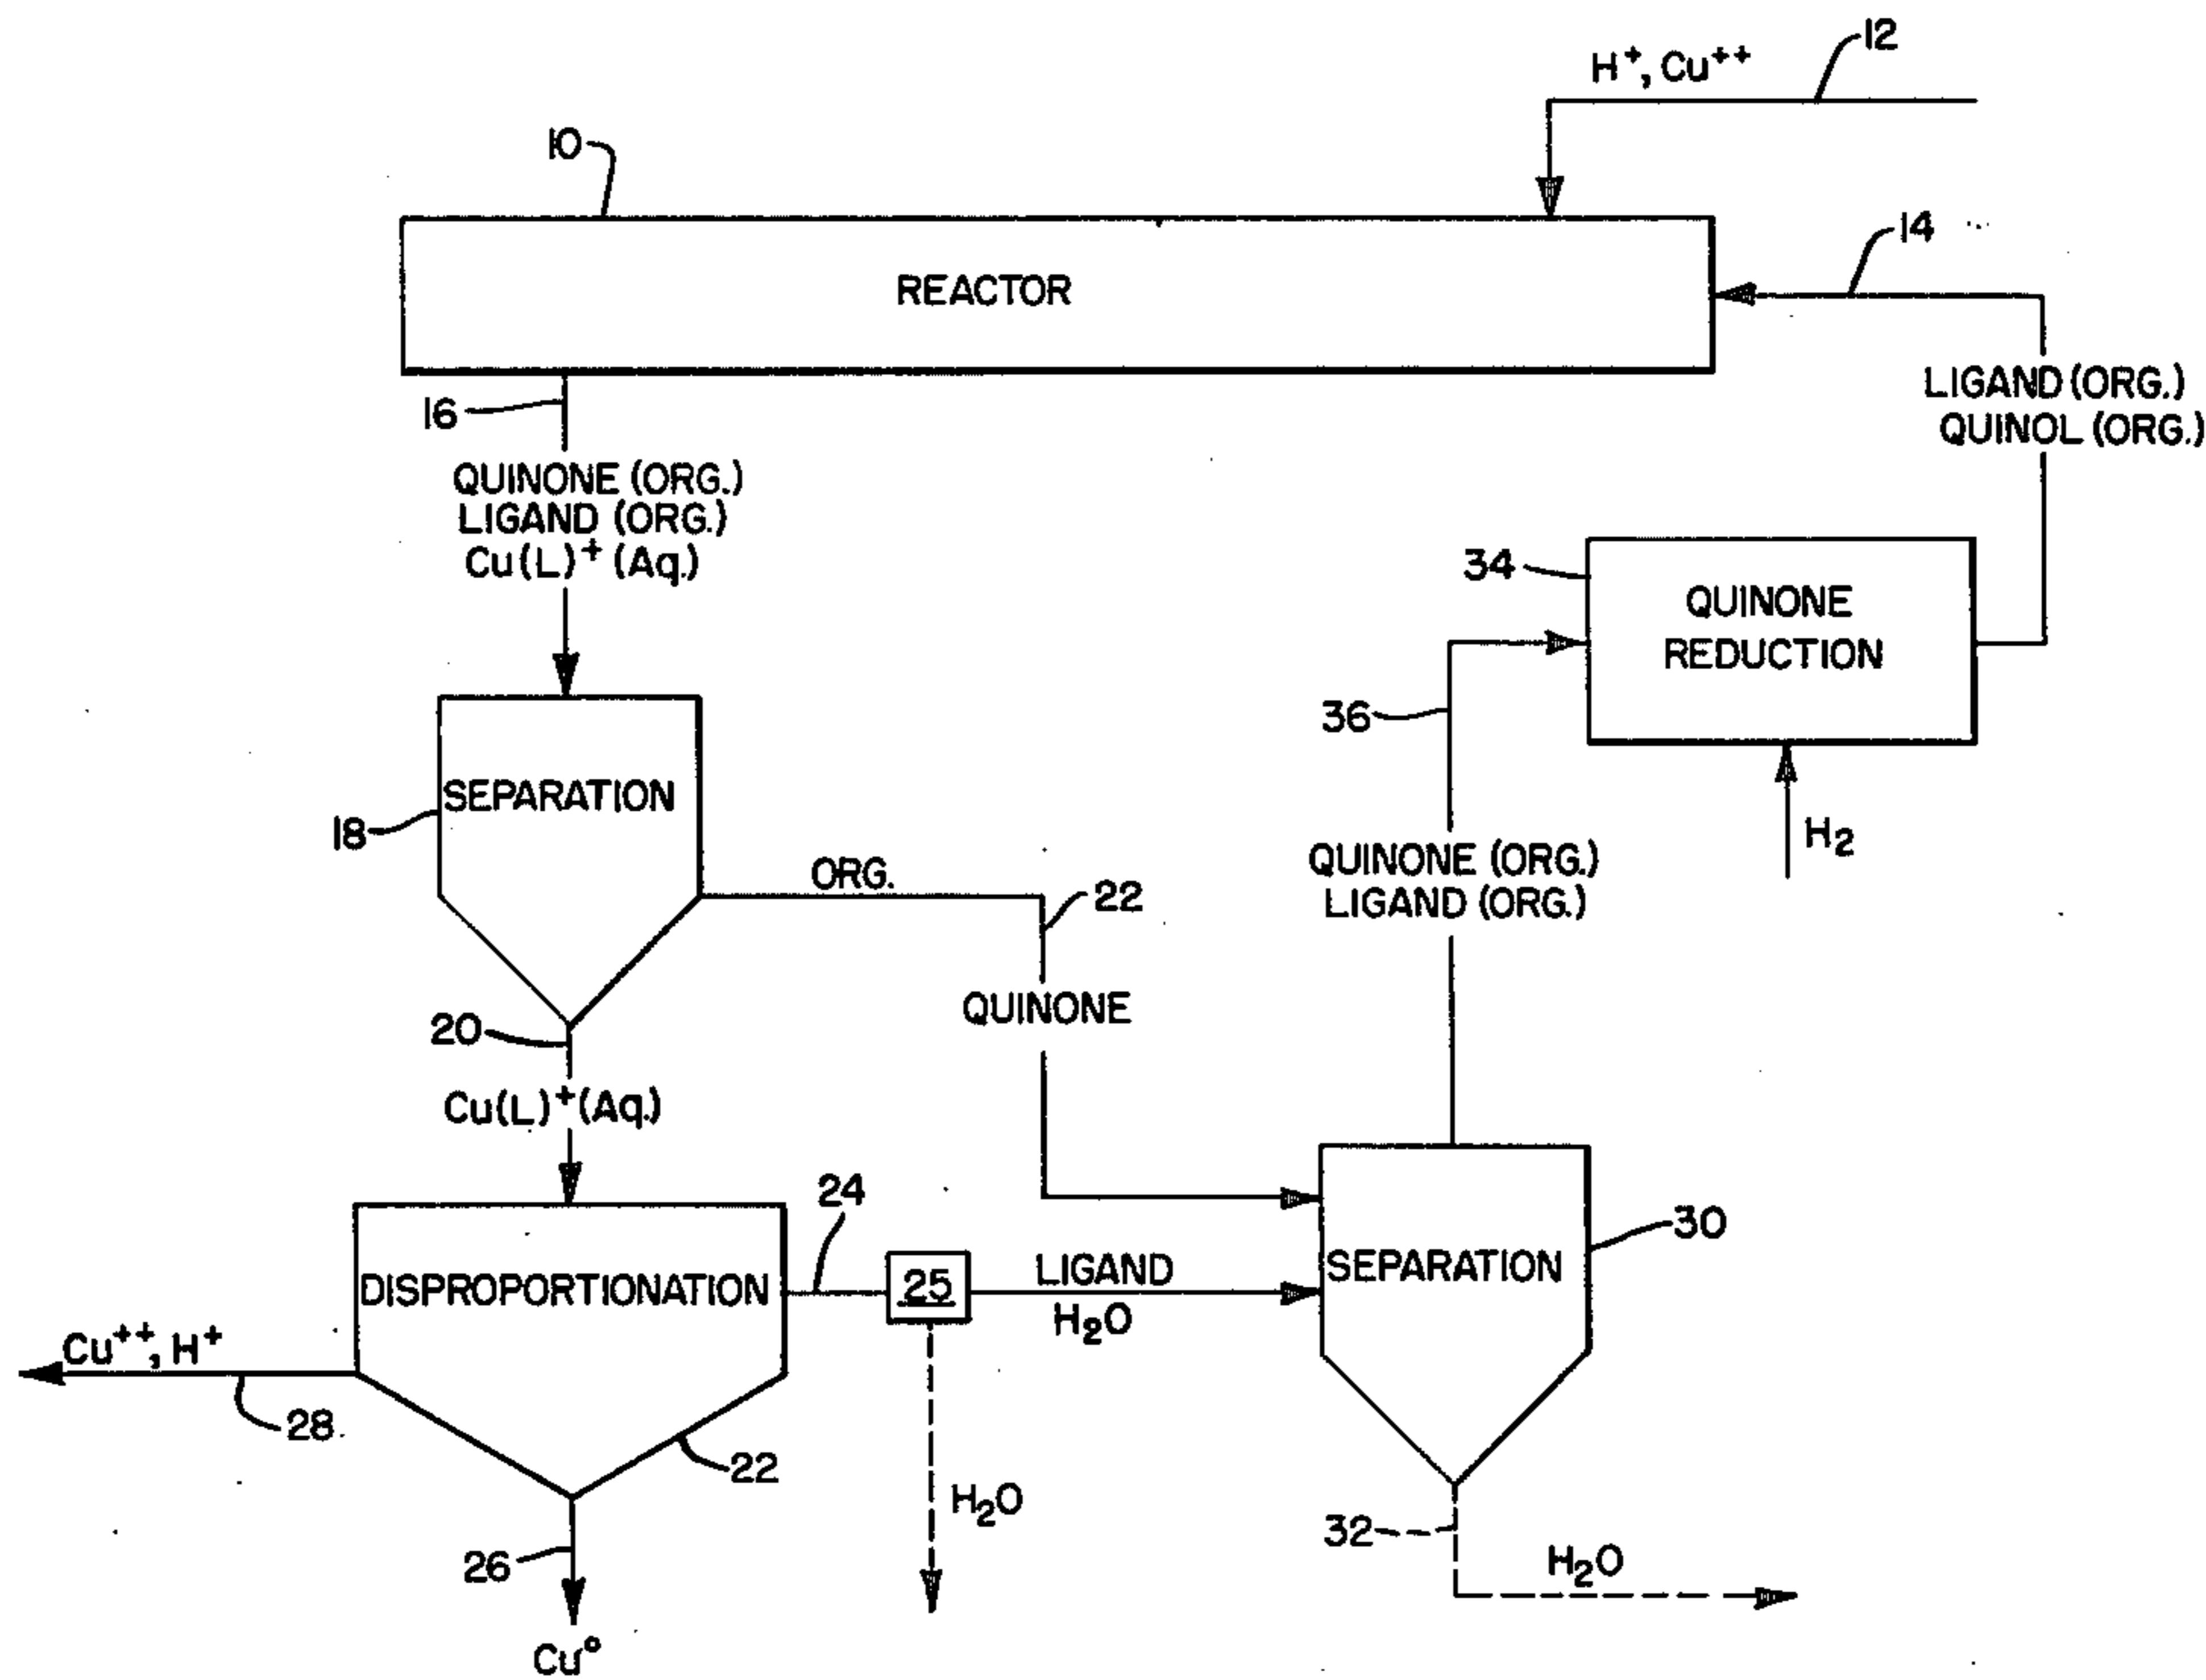 H⁺, Cu⁺⁺
12
10
14
REACTOR
16
LIGAND (ORG.)
QUINOL (ORG.)
QUINONE (ORG.)
LIGAND (ORG.)
Cu(L)⁺ (Aq.)
34
QUINONE
REDUCTION
36
H₂
SEPARATION
18
ORG.
22
QUINONE (ORG.)
LIGAND (ORG.)
QUINONE
20
Cu(L)⁺(Aq.)
24
30
DISPROPORTIONATION
25
LIGAND
H₂O
SEPARATION
Cu⁺⁺, H⁺
28
22
H₂O
32
H₂O
26
Cu°